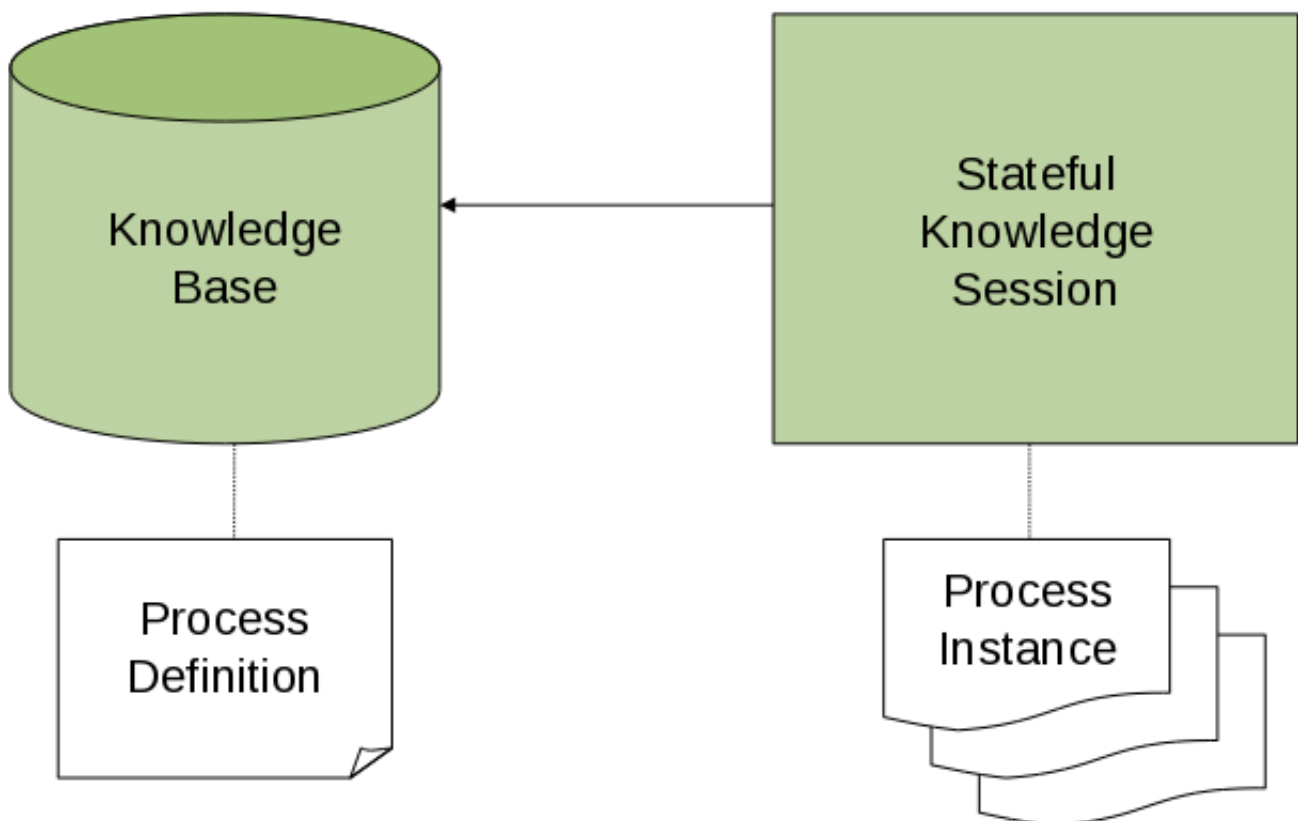 Knowledge
Base
Stateful
Knowledge
Session
Process
Definition
Process
Instance